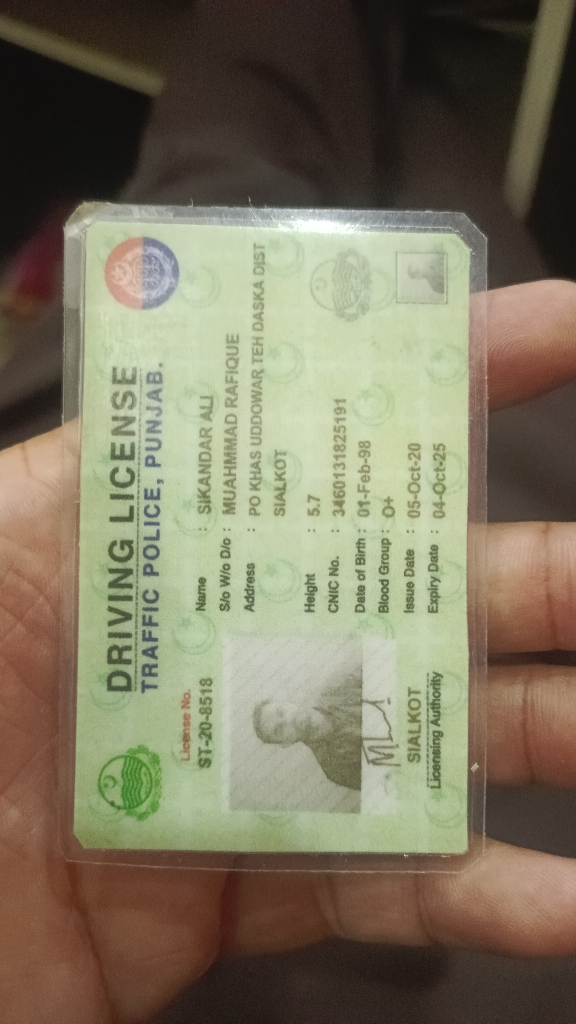 DRIVING LICENSE
TRAFFIC POLICE, PUNJAB.
License No.
ST-20-8518
Name : SIKANDAR ALI
S/o W/o D/o : MUAHMMAD RAFIQUE
Address : PO KHAS UDDOWAR TEH DASKA DIST
SIALKOT
Height : 5.7
CNIC No. : 3460131825191
Date of Birth : 01-Feb-98
Blood Group : O+
Issue Date : 05-Oct-20
Expiry Date : 04-Oct-25
SIALKOT
Licensing Authority